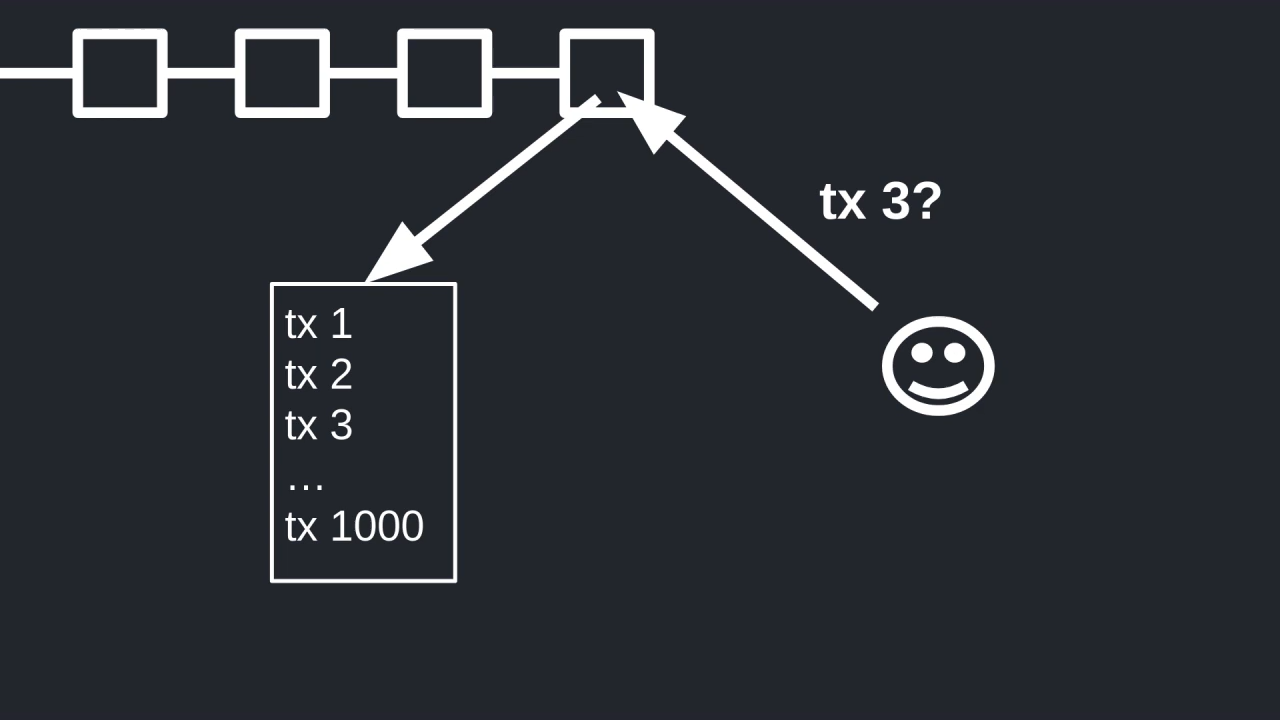 tx 3?
tx 1
tx 2
tx 3
…
tx 1000